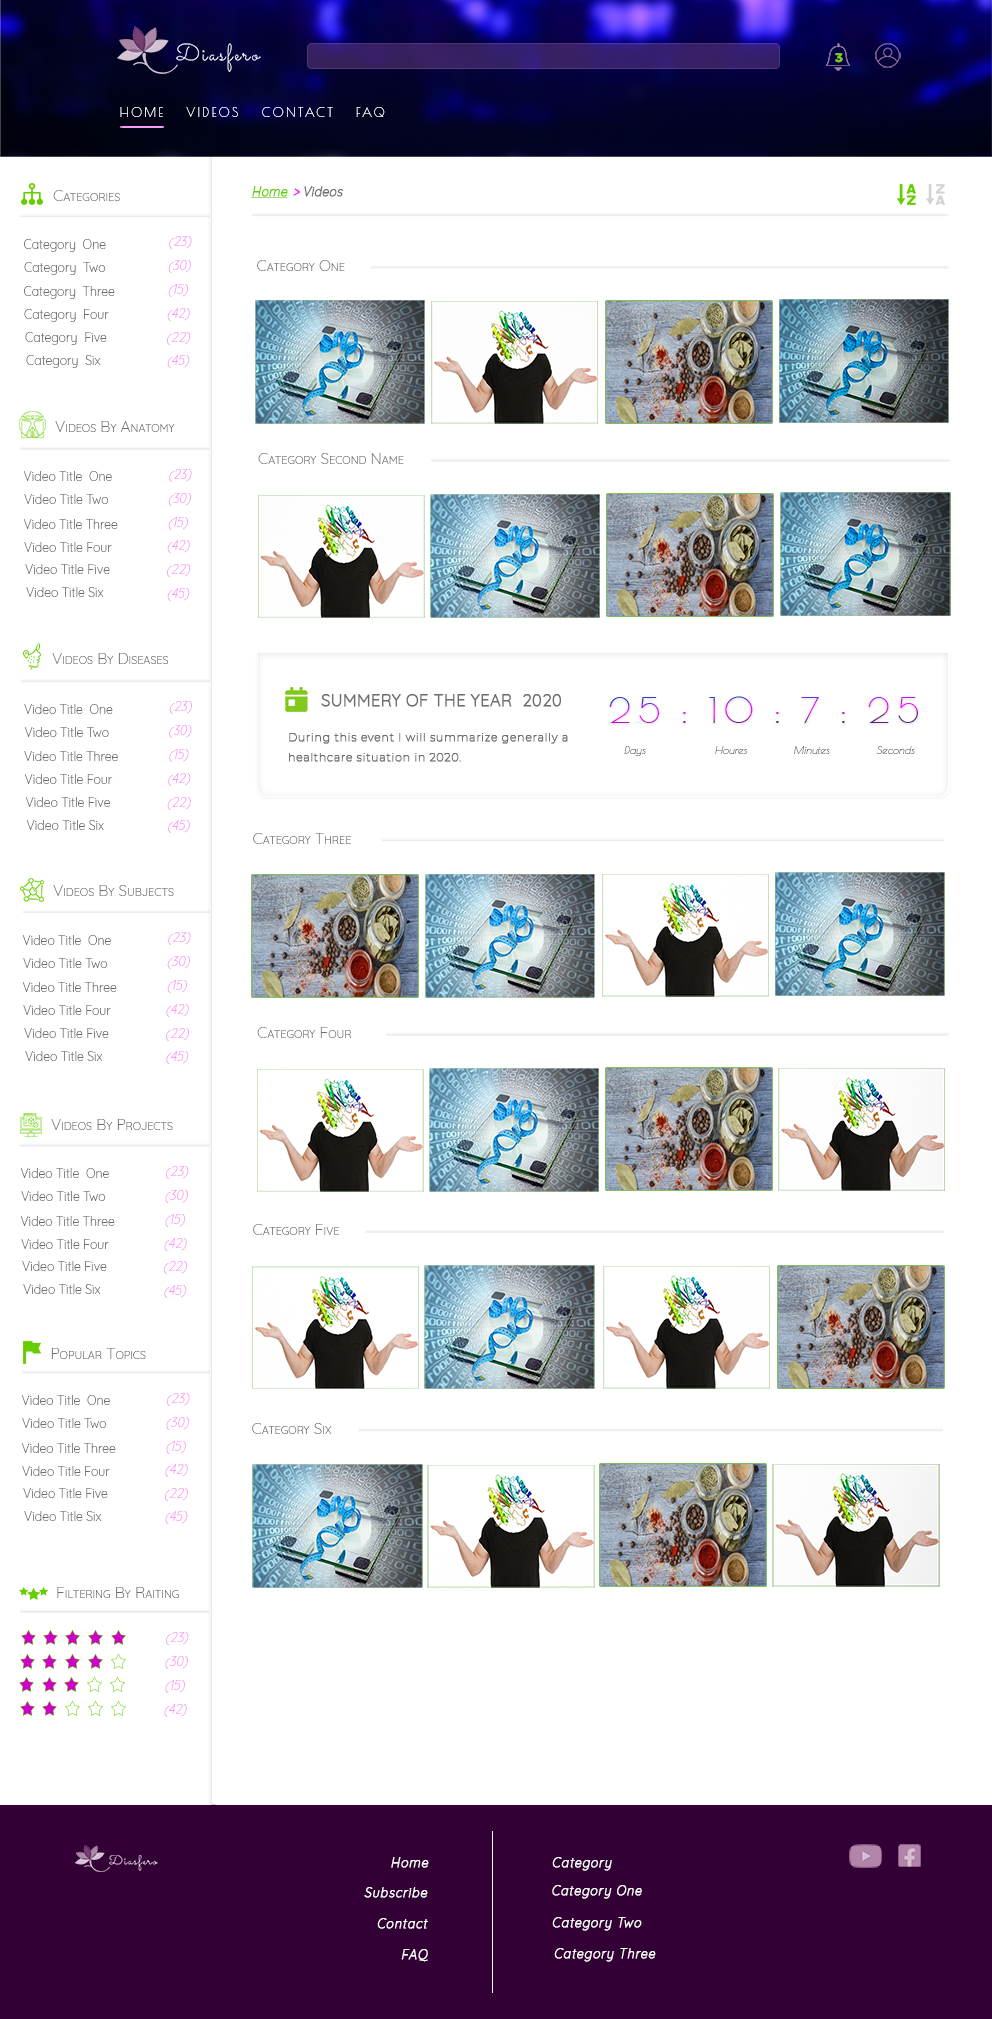 Diasfero
3
HOME VIDEOS CONTACT FAQ
Categories
Category One (23)
Category Two (30)
Category Three (15)
Category Four (42)
Category Five (22)
Category Six (45)
Videos By Anatomy
Video Title One (23)
Video Title Two (30)
Video Title Three (15)
Video Title Four (42)
Video Title Five (22)
Video Title Six (45)
Videos By Diseases
Video Title One (23)
Video Title Two (30)
Video Title Three (15)
Video Title Four (42)
Video Title Five (22)
Video Title Six (45)
Videos By Subjects
Video Title One (23)
Video Title Two (30)
Video Title Three (15)
Video Title Four (42)
Video Title Five (22)
Video Title Six (45)
Videos By Projects
Video Title One (23)
Video Title Two (30)
Video Title Three (15)
Video Title Four (42)
Video Title Five (22)
Video Title Six (45)
Popular Topics
Video Title One (23)
Video Title Two (30)
Video Title Three (15)
Video Title Four (42)
Video Title Five (22)
Video Title Six (45)
Filtering By Raiting
(23)
(30)
(15)
(42)
Home > Videos
A Z
Z A
Category One
Category Second Name
SUMMERY OF THE YEAR 2020
During this event I will summarize generally a
healthcare situation in 2020.
25 : 10 : 7 : 25
Days Houres Minutes Seconds
Category Three
Category Four
Category Five
Category Six
Diasfero
Home
Subscribe
Contact
FAQ
Category
Category One
Category Two
Category Three